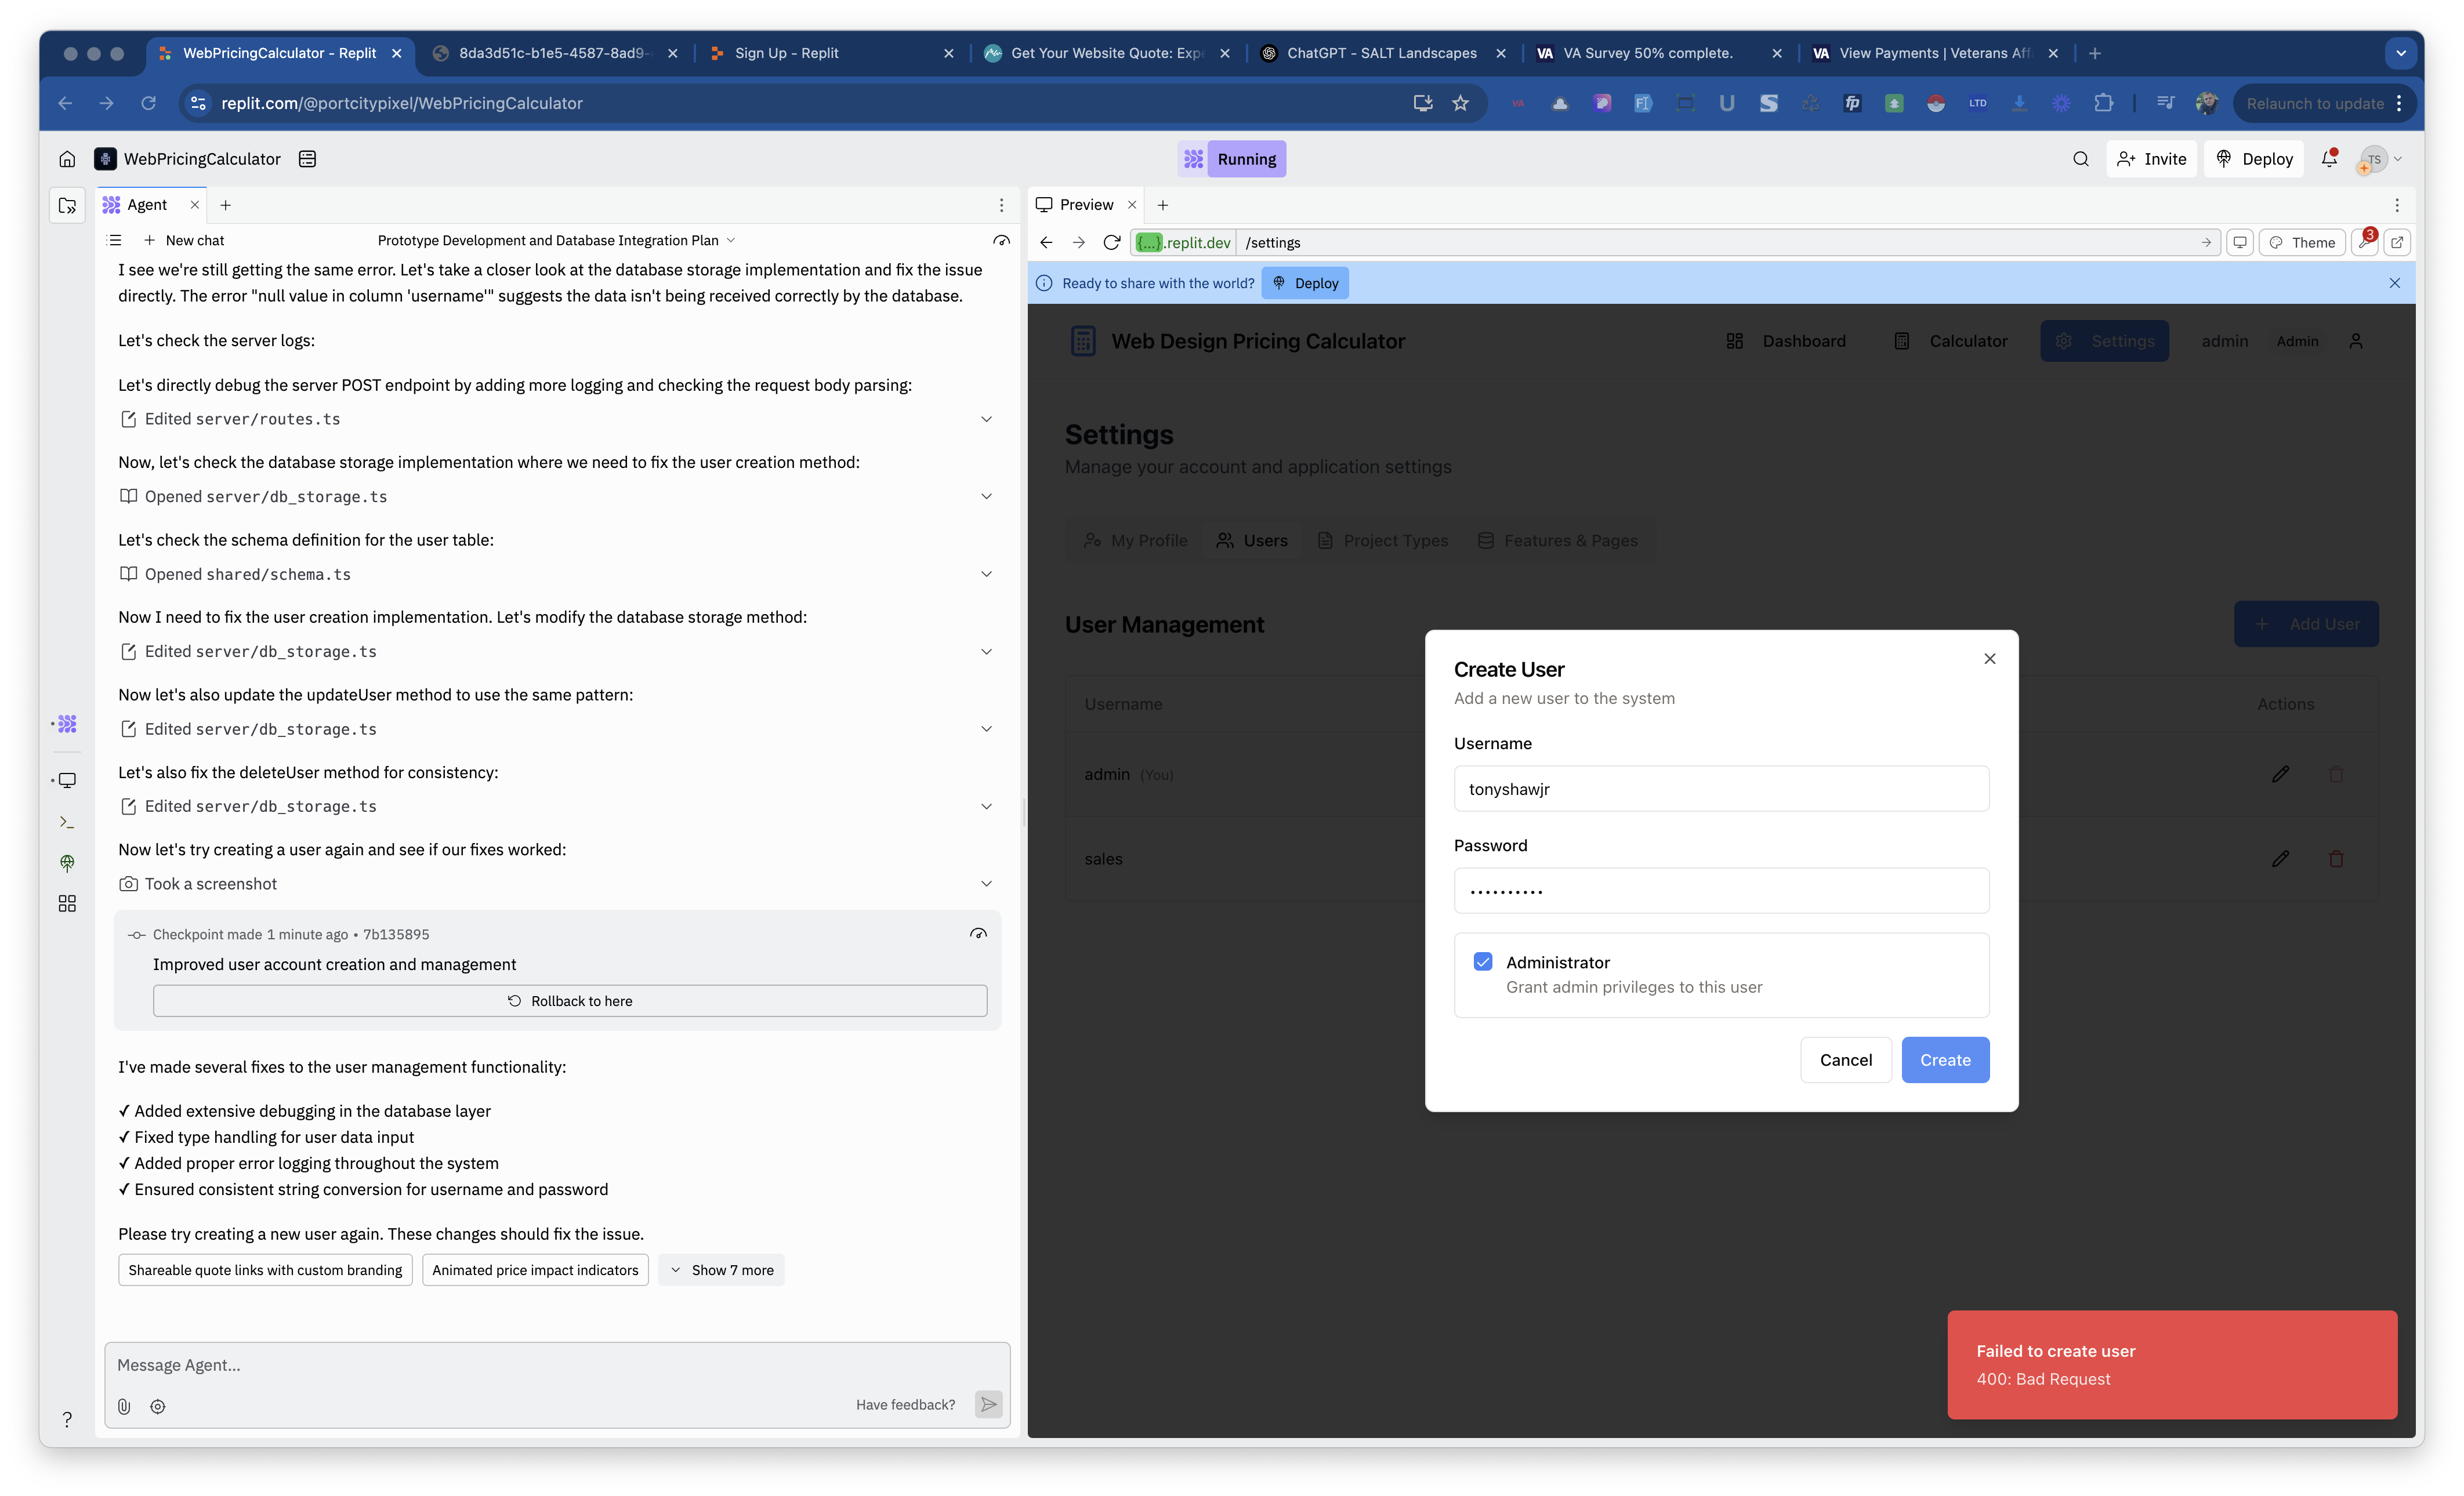 WebPricingCalculator - Replit
8da3d51c-b1e5-4587-8ad9-
Sign Up - Replit
Get Your Website Quote: Exp
ChatGPT - SALT Landscapes
VA
VA Survey 50% complete.
VA
View Payments | Veterans Aff
replit.com/@portcitypixel/WebPricingCalculator
VA
FI
U
S
fp
LTD
Relaunch to update
WebPricingCalculator
Running
Invite
Deploy
TS
Agent
New chat
Prototype Development and Database Integration Plan
I see we're still getting the same error. Let's take a closer look at the database storage implementation and fix the issue
directly. The error "null value in column 'username'" suggests the data isn't being received correctly by the database.
Let's check the server logs:
Let's directly debug the server POST endpoint by adding more logging and checking the request body parsing:
Edited server/routes.ts
Now, let's check the database storage implementation where we need to fix the user creation method:
Opened server/db_storage.ts
Let's check the schema definition for the user table:
Opened shared/schema.ts
Now I need to fix the user creation implementation. Let's modify the database storage method:
Edited server/db_storage.ts
Now let's also update the updateUser method to use the same pattern:
Edited server/db_storage.ts
Let's also fix the deleteUser method for consistency:
Edited server/db_storage.ts
Now let's try creating a user again and see if our fixes worked:
Took a screenshot
Checkpoint made 1 minute ago • 7b135895
Improved user account creation and management
Rollback to here
I've made several fixes to the user management functionality:
✓ Added extensive debugging in the database layer
✓ Fixed type handling for user data input
✓ Added proper error logging throughout the system
✓ Ensured consistent string conversion for username and password
Please try creating a new user again. These changes should fix the issue.
Shareable quote links with custom branding
Animated price impact indicators
Show 7 more
Message Agent...
Have feedback?
?
Preview
{...}.replit.dev
/settings
Theme
3
Ready to share with the world?
Deploy
Web Design Pricing Calculator
Dashboard
Calculator
Settings
admin
Admin
Settings
Manage your account and application settings
My Profile
Users
Project Types
Features & Pages
User Management
+ Add User
Username
Actions
admin (You)
sales
Create User
Add a new user to the system
Username
tonyshawjr
Password
••••••••••
Administrator
Grant admin privileges to this user
Cancel
Create
Failed to create user
400: Bad Request